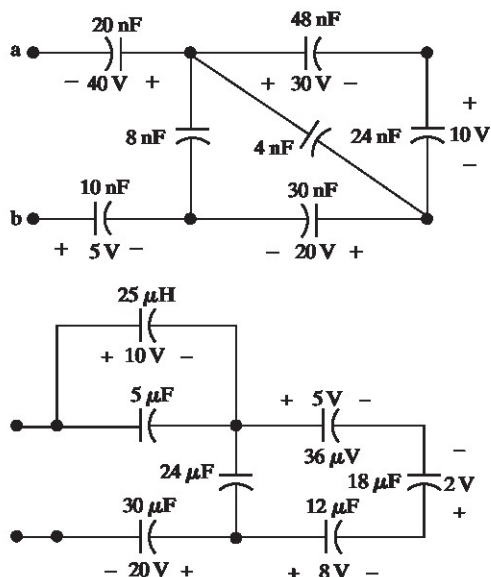 20 nF
48 nF
a
− 40 V +
+ 30 V −
8 nF
4 nF
24 nF
+
10 V
−
10 nF
30 nF
b
+ 5 V −
− 20 V +
25 μH
+ 10 V −
5 μF
+ 5 V −
36 μV
24 μF
18 μF
−
2 V
+
30 μF
12 μF
− 20 V +
+ 8 V −